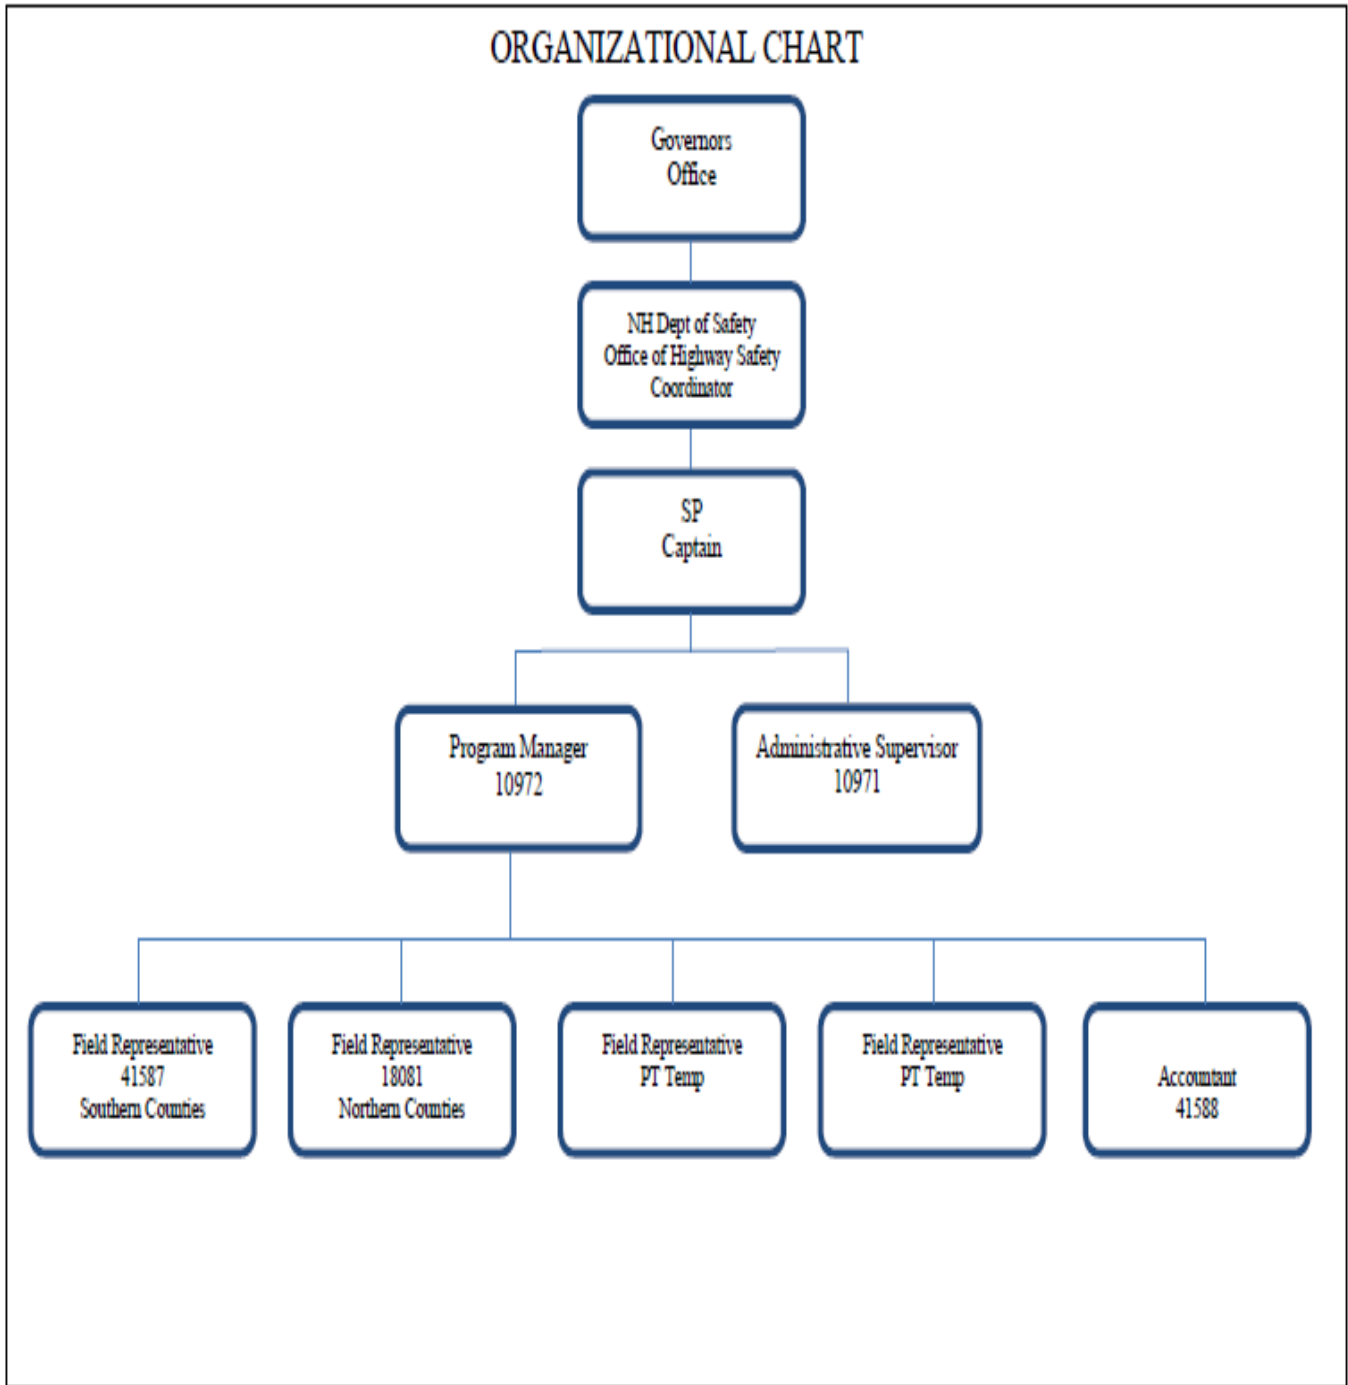 ORGANIZATIONAL CHART
Governors
Office
NH Dept of Safety
Office of Highway Safety
Coordinator
SP
Captain
Program Manager
10972
Administrative Supervisor
10971
Field Representative
41587
Southern Counties
Field Representative
18081
Northern Counties
Field Representative
PT Temp
Field Representative
PT Temp
Accountant
41588